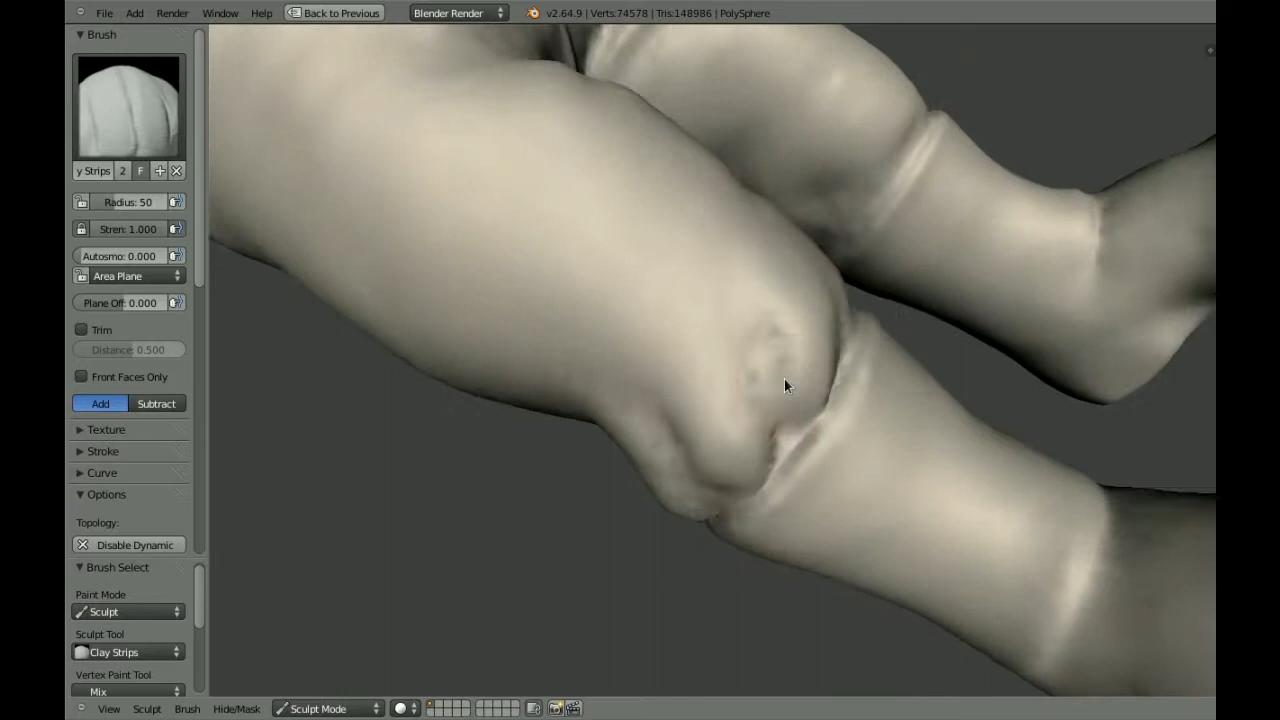 File Add Render Window Help Back to Previous Blender Render v2.64.9 | Verts:74578 | Tris:148986 | PolySphere
Brush
y Strips 2 F
Radius: 50
Stren: 1.000
Autosmo: 0.000
Area Plane
Plane Off: 0.000
Trim
Distance: 0.500
Front Faces Only
Add Subtract
Texture
Stroke
Curve
Options
Topology:
Disable Dynamic
Brush Select
Paint Mode
Sculpt
Sculpt Tool
Clay Strips
Vertex Paint Tool
Mix
View Sculpt Brush Hide/Mask Sculpt Mode